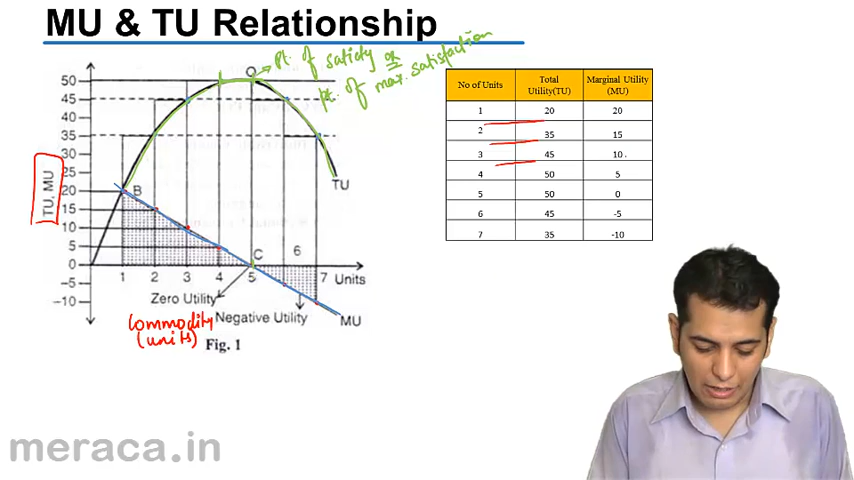 MU & TU Relationship
Pt. of satiety or
pt. of max. satisfaction
Q
50
45
35
30
25
20
15
10
5
0
-5
-10
TU, MU
B
C
TU
MU
1 2 3 4 5 6 7 Units
Zero Utility
Negative Utility
Commodity
(units)
Fig. 1
No of Units Total Utility(TU) Marginal Utility (MU)
1 20 20
2 35 15
3 45 10
4 50 5
5 50 0
6 45 -5
7 35 -10
meraca.in